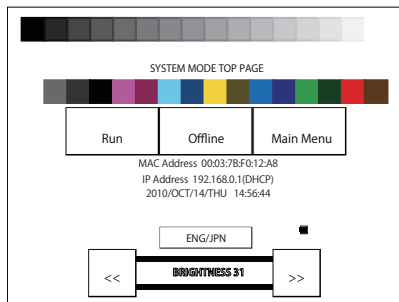 SYSTEM MODE TOP PAGE
Run Offline Main Menu
MAC Address 00:03:7B:F0:12:A8
IP Address 192.168.0.1(DHCP)
2010/OCT/14/THU 14:56:44
ENG/JPN
<< BRIGHTNESS 31 >>